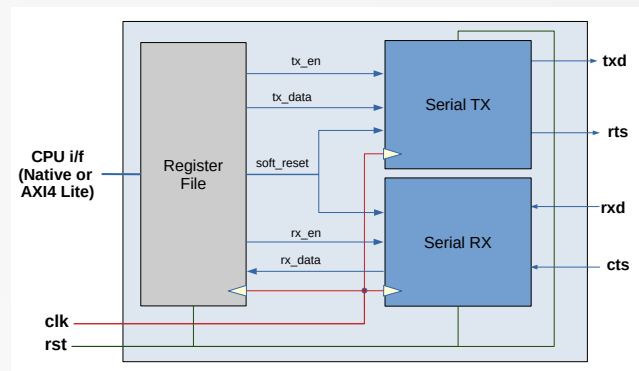 tx_en
tx_data
soft_reset
rx_en
rx_data
Register
File
Serial TX
Serial RX
CPU i/f
(Native or
AXI4 Lite)
clk
rst
txd
rts
rxd
cts